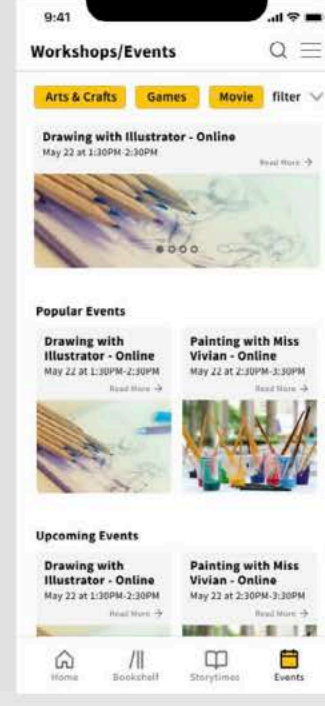 9:41
Workshops/Events
Arts & Crafts Games Movie filter
Drawing with Illustrator - Online
May 22 at 1:30PM-2:30PM
Read More →
Popular Events
Drawing with
Illustrator - Online
May 22 at 1:30PM-2:30PM
Read More →
Painting with Miss
Vivian - Online
May 22 at 2:30PM-3:30PM
Read More →
Upcoming Events
Drawing with
Illustrator - Online
May 22 at 1:30PM-2:30PM
Read More →
Painting with Miss
Vivian - Online
May 22 at 2:30PM-3:30PM
Read More →
Home Bookshelf Storytimes Events